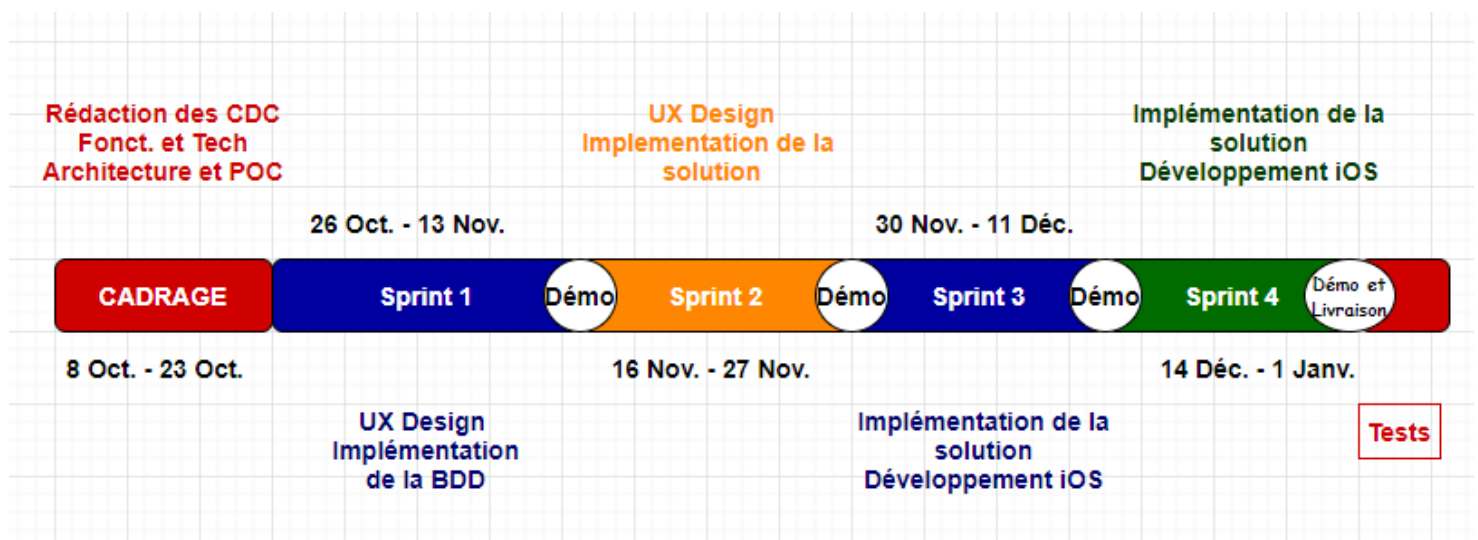 Rédaction des CDC
Fonct. et Tech
Architecture et POC
UX Design
Implementation de la
solution
Implémentation de la
solution
Développement iOS
26 Oct. - 13 Nov.
30 Nov. - 11 Déc.
CADRAGE
Sprint 1
Démo
Sprint 2
Démo
Sprint 3
Démo
Sprint 4
Démo et
Livraison
8 Oct. - 23 Oct.
16 Nov. - 27 Nov.
14 Déc. - 1 Janv.
UX Design
Implémentation
de la BDD
Implémentation de la
solution
Développement iOS
Tests